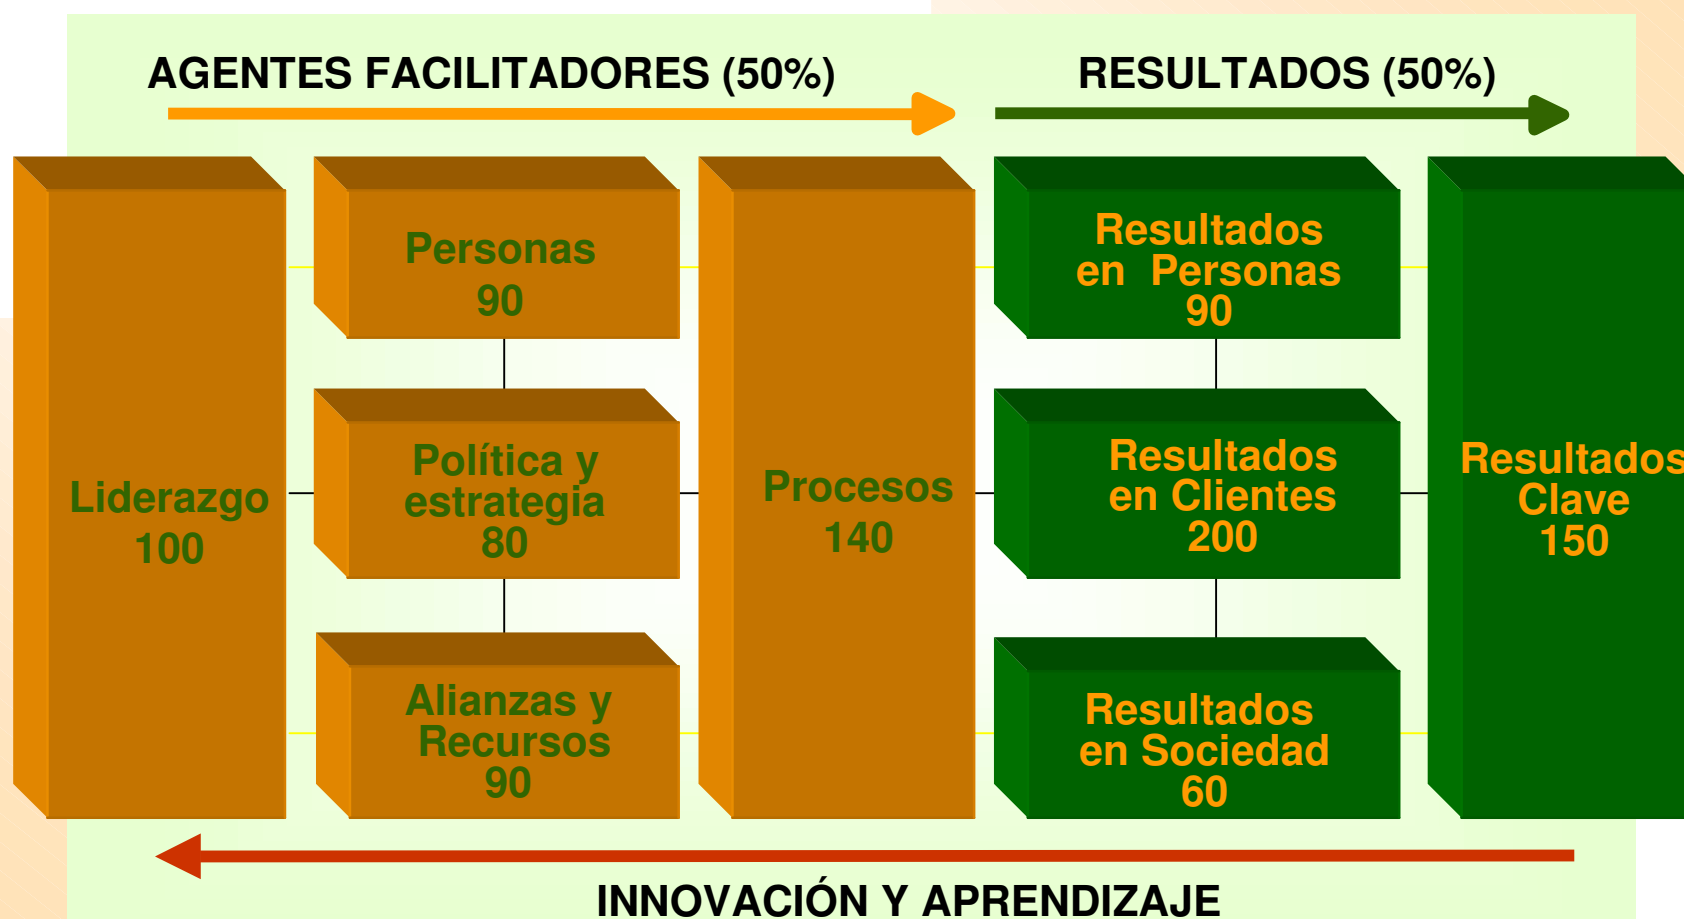 AGENTES FACILITADORES (50%)
RESULTADOS (50%)
Liderazgo
100
Personas
90
Política y
estrategia
80
Alianzas y
Recursos
90
Procesos
140
Resultados
en Personas
90
Resultados
en Clientes
200
Resultados
en Sociedad
60
Resultados
Clave
150
INNOVACIÓN Y APRENDIZAJE